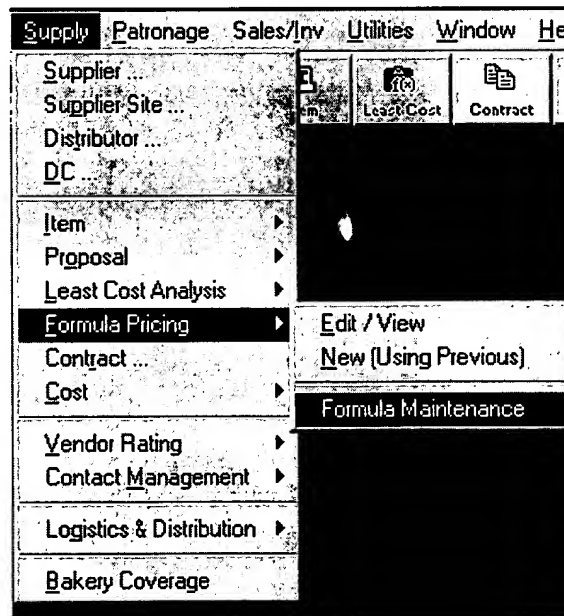 Supply Patronage Sales/Inv Utilities Window He
Supplier ...
Supplier Site ...
Distributor ...
DC ...
em
f(x)
Least Cost
Contract
Item
Proposal
Least Cost Analysis
Formula Pricing
Contract ...
Cost
Edit / View
New (Using Previous)
Formula Maintenance
Vendor Rating
Contact Management
Logistics & Distribution
Bakery Coverage